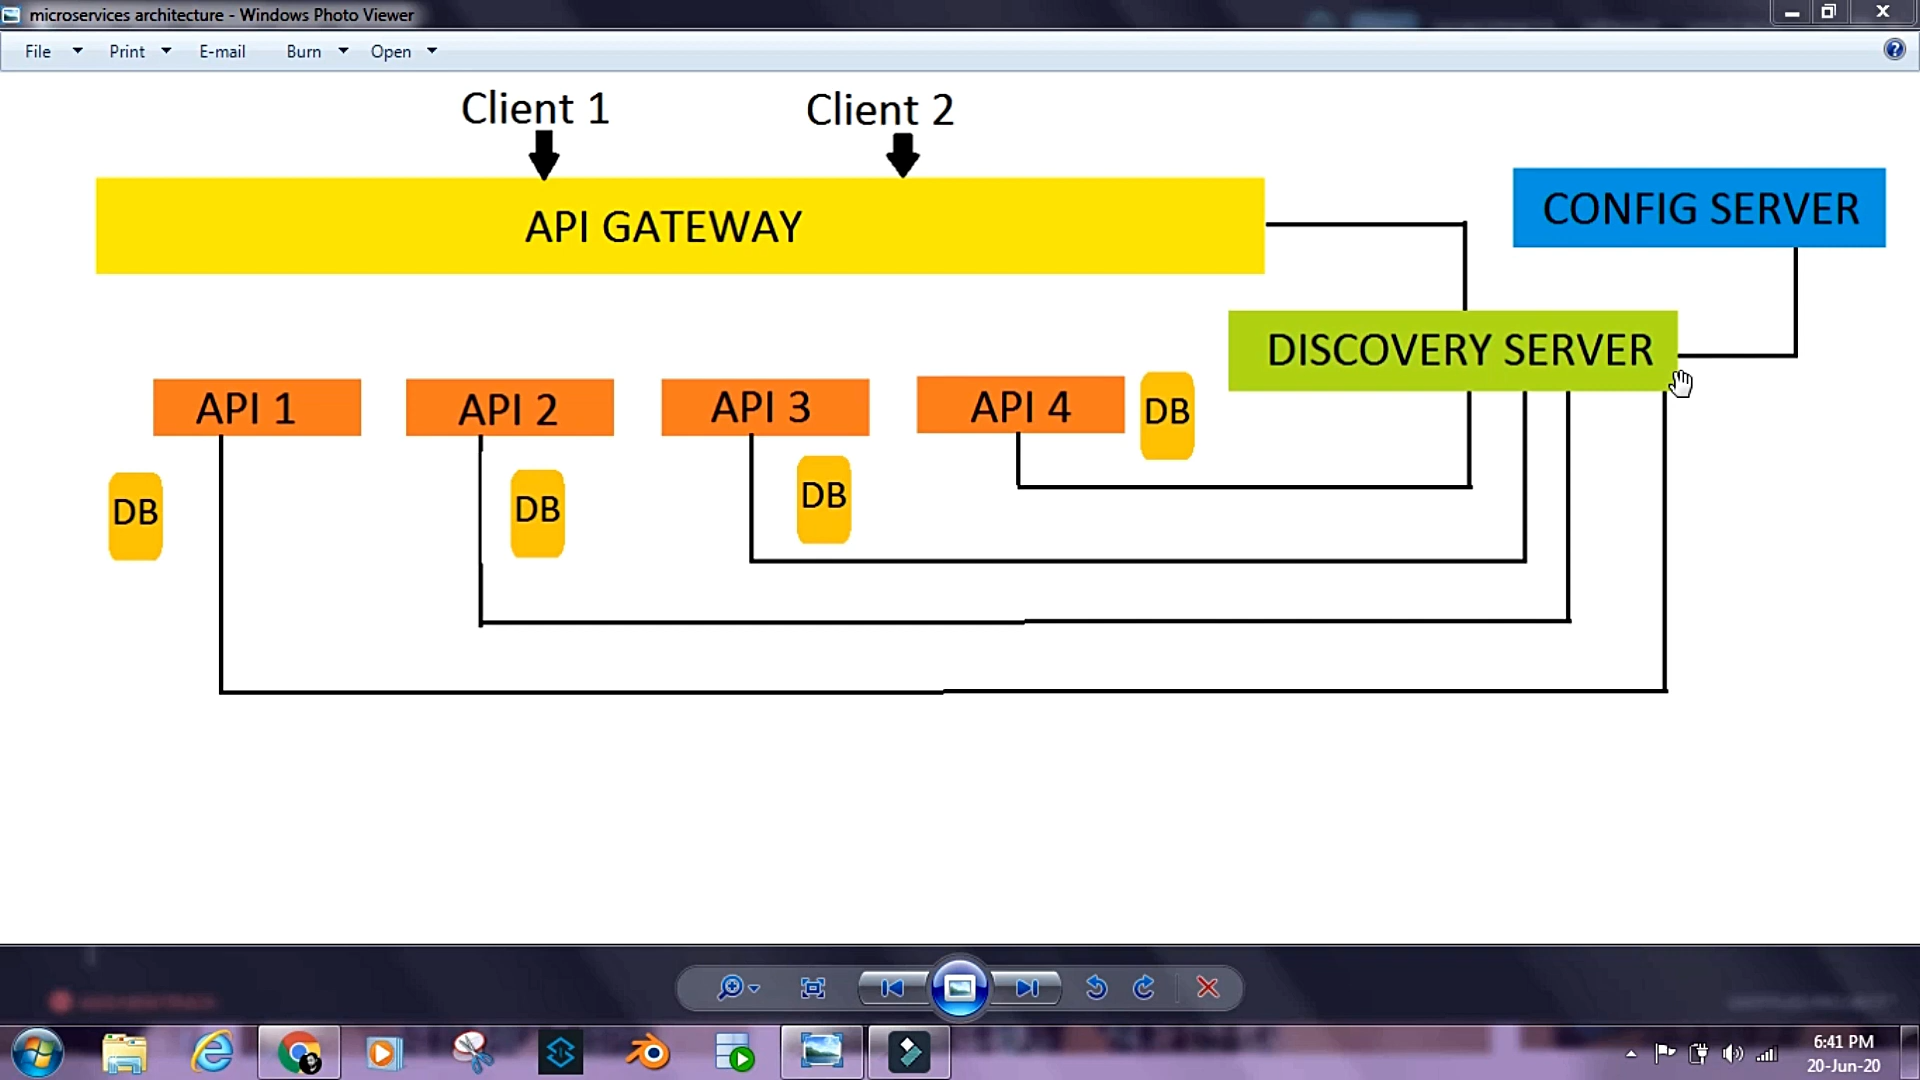 microservices architecture - Windows Photo Viewer
File Print E-mail Burn Open
Client 1 Client 2
API GATEWAY
CONFIG SERVER
DISCOVERY SERVER
API 1 API 2 API 3 API 4 DB
DB DB DB
6:41 PM
20-Jun-20